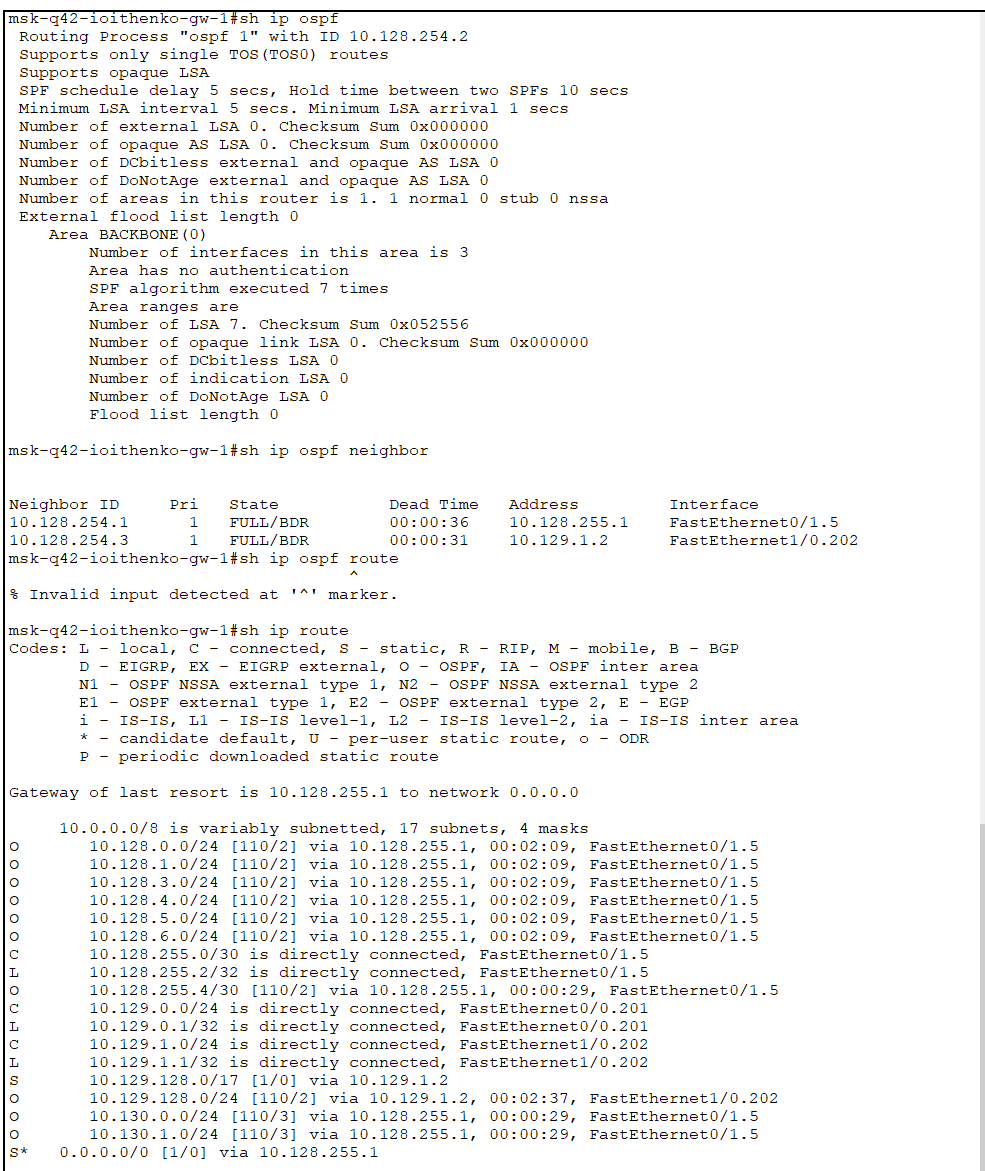 msk-q42-ioithenko-gw-1#sh ip ospf
Routing Process "ospf 1" with ID 10.128.254.2
Supports only single TOS(TOS0) routes
Supports opaque LSA
SPF schedule delay 5 secs, Hold time between two SPFs 10 secs
Minimum LSA interval 5 secs. Minimum LSA arrival 1 secs
Number of external LSA 0. Checksum Sum 0x000000
Number of opaque AS LSA 0. Checksum Sum 0x000000
Number of DCbitless external and opaque AS LSA 0
Number of DoNotAge external and opaque AS LSA 0
Number of areas in this router is 1. 1 normal 0 stub 0 nssa
External flood list length 0
Area BACKBONE(0)
Number of interfaces in this area is 3
Area has no authentication
SPF algorithm executed 7 times
Area ranges are
Number of LSA 7. Checksum Sum 0x052556
Number of opaque link LSA 0. Checksum Sum 0x000000
Number of DCbitless LSA 0
Number of indication LSA 0
Number of DoNotAge LSA 0
Flood list length 0
msk-q42-ioithenko-gw-1#sh ip ospf neighbor
Neighbor ID Pri State Dead Time Address Interface
10.128.254.1 1 FULL/BDR 00:00:36 10.128.255.1 FastEthernet0/1.5
10.128.254.3 1 FULL/BDR 00:00:31 10.129.1.2 FastEthernet1/0.202
msk-q42-ioithenko-gw-1#sh ip ospf route
^
% Invalid input detected at '^' marker.
msk-q42-ioithenko-gw-1#sh ip route
Codes: L - local, C - connected, S - static, R - RIP, M - mobile, B - BGP
D - EIGRP, EX - EIGRP external, O - OSPF, IA - OSPF inter area
N1 - OSPF NSSA external type 1, N2 - OSPF NSSA external type 2
E1 - OSPF external type 1, E2 - OSPF external type 2, E - EGP
i - IS-IS, L1 - IS-IS level-1, L2 - IS-IS level-2, ia - IS-IS inter area
* - candidate default, U - per-user static route, o - ODR
P - periodic downloaded static route
Gateway of last resort is 10.128.255.1 to network 0.0.0.0
10.0.0.0/8 is variably subnetted, 17 subnets, 4 masks
O 10.128.0.0/24 [110/2] via 10.128.255.1, 00:02:09, FastEthernet0/1.5
O 10.128.1.0/24 [110/2] via 10.128.255.1, 00:02:09, FastEthernet0/1.5
O 10.128.3.0/24 [110/2] via 10.128.255.1, 00:02:09, FastEthernet0/1.5
O 10.128.4.0/24 [110/2] via 10.128.255.1, 00:02:09, FastEthernet0/1.5
O 10.128.5.0/24 [110/2] via 10.128.255.1, 00:02:09, FastEthernet0/1.5
O 10.128.6.0/24 [110/2] via 10.128.255.1, 00:02:09, FastEthernet0/1.5
C 10.128.255.0/30 is directly connected, FastEthernet0/1.5
L 10.128.255.2/32 is directly connected, FastEthernet0/1.5
O 10.128.255.4/30 [110/2] via 10.128.255.1, 00:00:29, FastEthernet0/1.5
C 10.129.0.0/24 is directly connected, FastEthernet0/0.201
L 10.129.0.1/32 is directly connected, FastEthernet0/0.201
C 10.129.1.0/24 is directly connected, FastEthernet1/0.202
L 10.129.1.1/32 is directly connected, FastEthernet1/0.202
S 10.129.128.0/17 [1/0] via 10.129.1.2
O 10.129.128.0/24 [110/2] via 10.129.1.2, 00:02:37, FastEthernet1/0.202
O 10.130.0.0/24 [110/3] via 10.128.255.1, 00:00:29, FastEthernet0/1.5
O 10.130.1.0/24 [110/3] via 10.128.255.1, 00:00:29, FastEthernet0/1.5
S* 0.0.0.0/0 [1/0] via 10.128.255.1